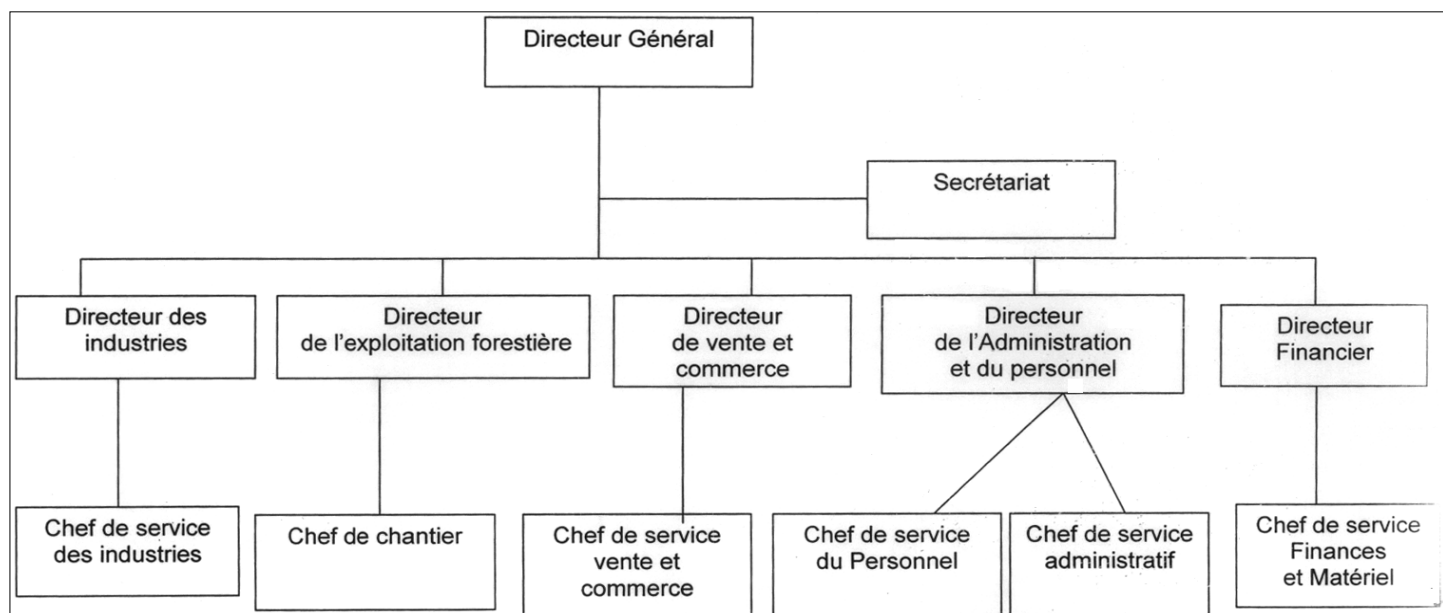 Directeur Général
Secrétariat
Directeur des
industries
Directeur
de l'exploitation forestière
Directeur
de vente et
commerce
Directeur
de l'Administration
et du personnel
Directeur
Financier
Chef de service
des industries
Chef de chantier
Chef de service
vente et
commerce
Chef de service
du Personnel
Chef de service
administratif
Chef de service
Finances
et Matériel